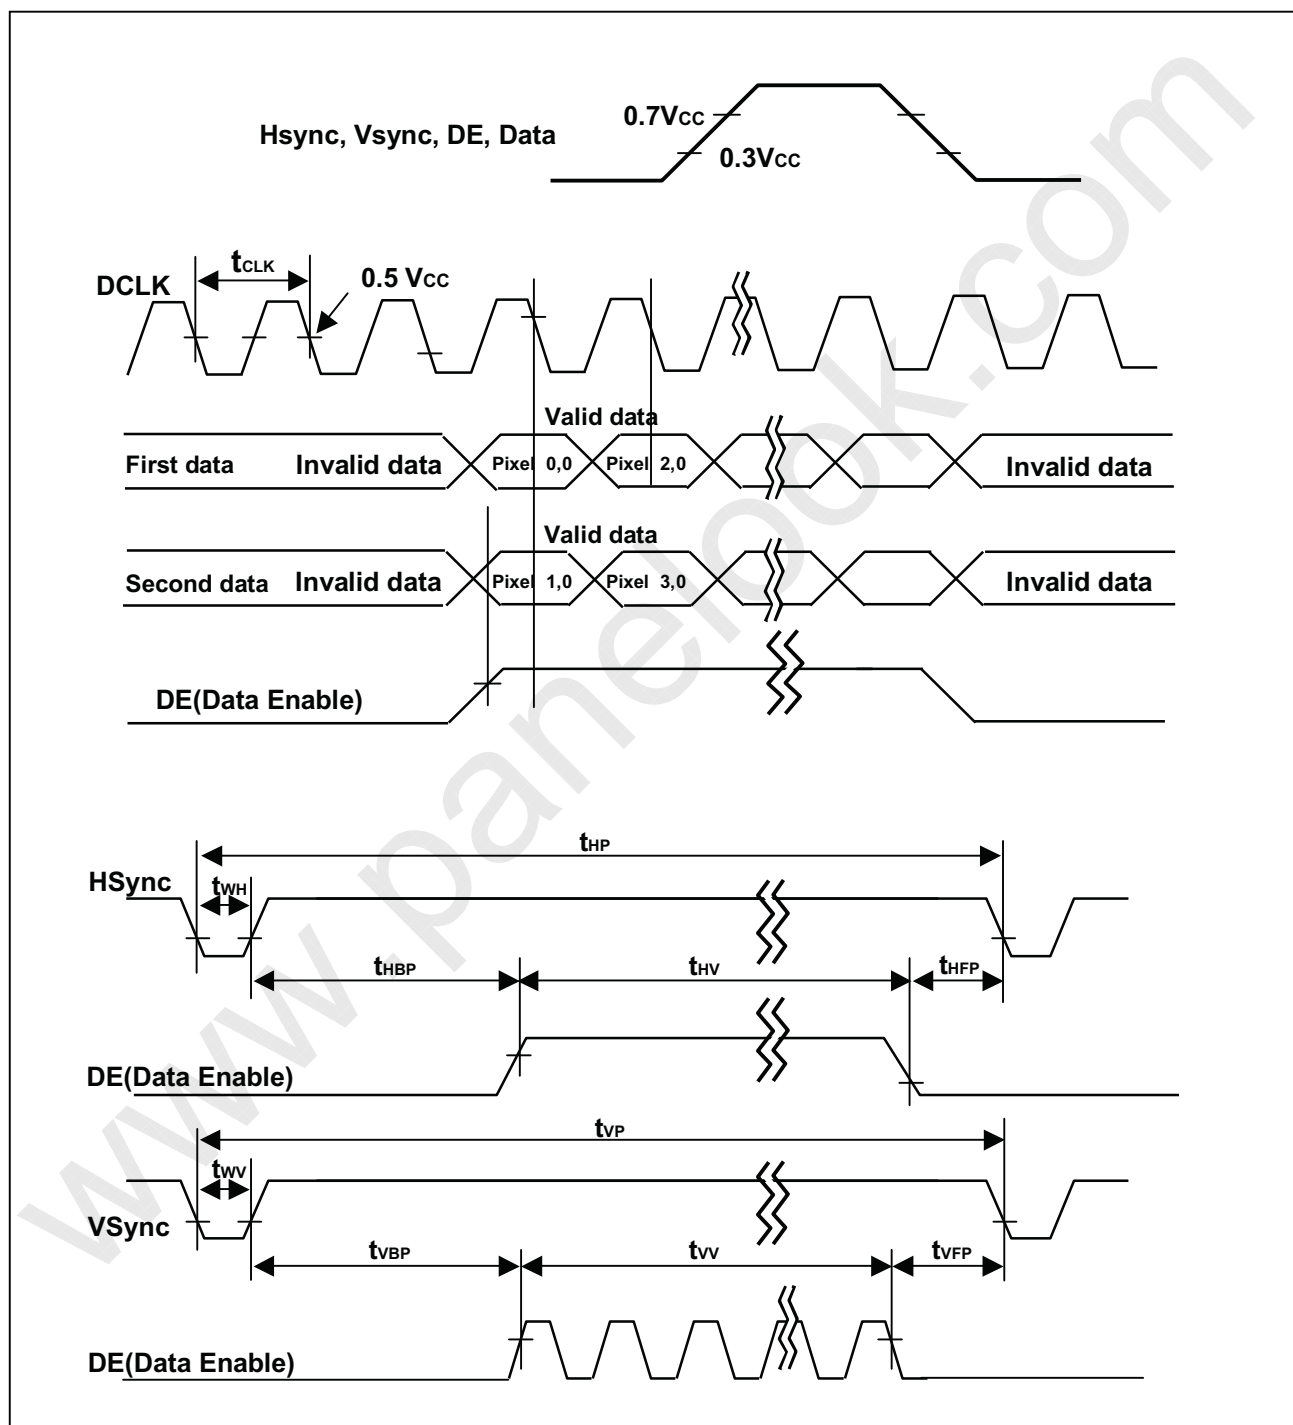 0.7VCC
Hsync, Vsync, DE, Data
0.3VCC
tCLK
DCLK
0.5 VCC
Valid data
First data Invalid data Pixel 0,0 Pixel 2,0 Invalid data
Valid data
Second data Invalid data Pixel 1,0 Pixel 3,0 Invalid data
DE(Data Enable)
tHP
HSync
tWH
tHBP tHV tHFP
DE(Data Enable)
tVP
tWV
VSync
tVBP tVV tVFP
DE(Data Enable)
www.panelook.com